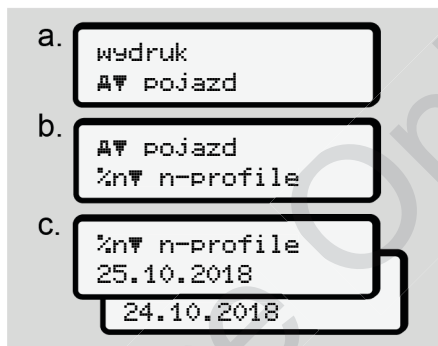 a.
wydruk
A▼ pojazd
b.
A▼ pojazd
%n▼ n-profile
c.
%n▼ n-profile
25.10.2018
24.10.2018